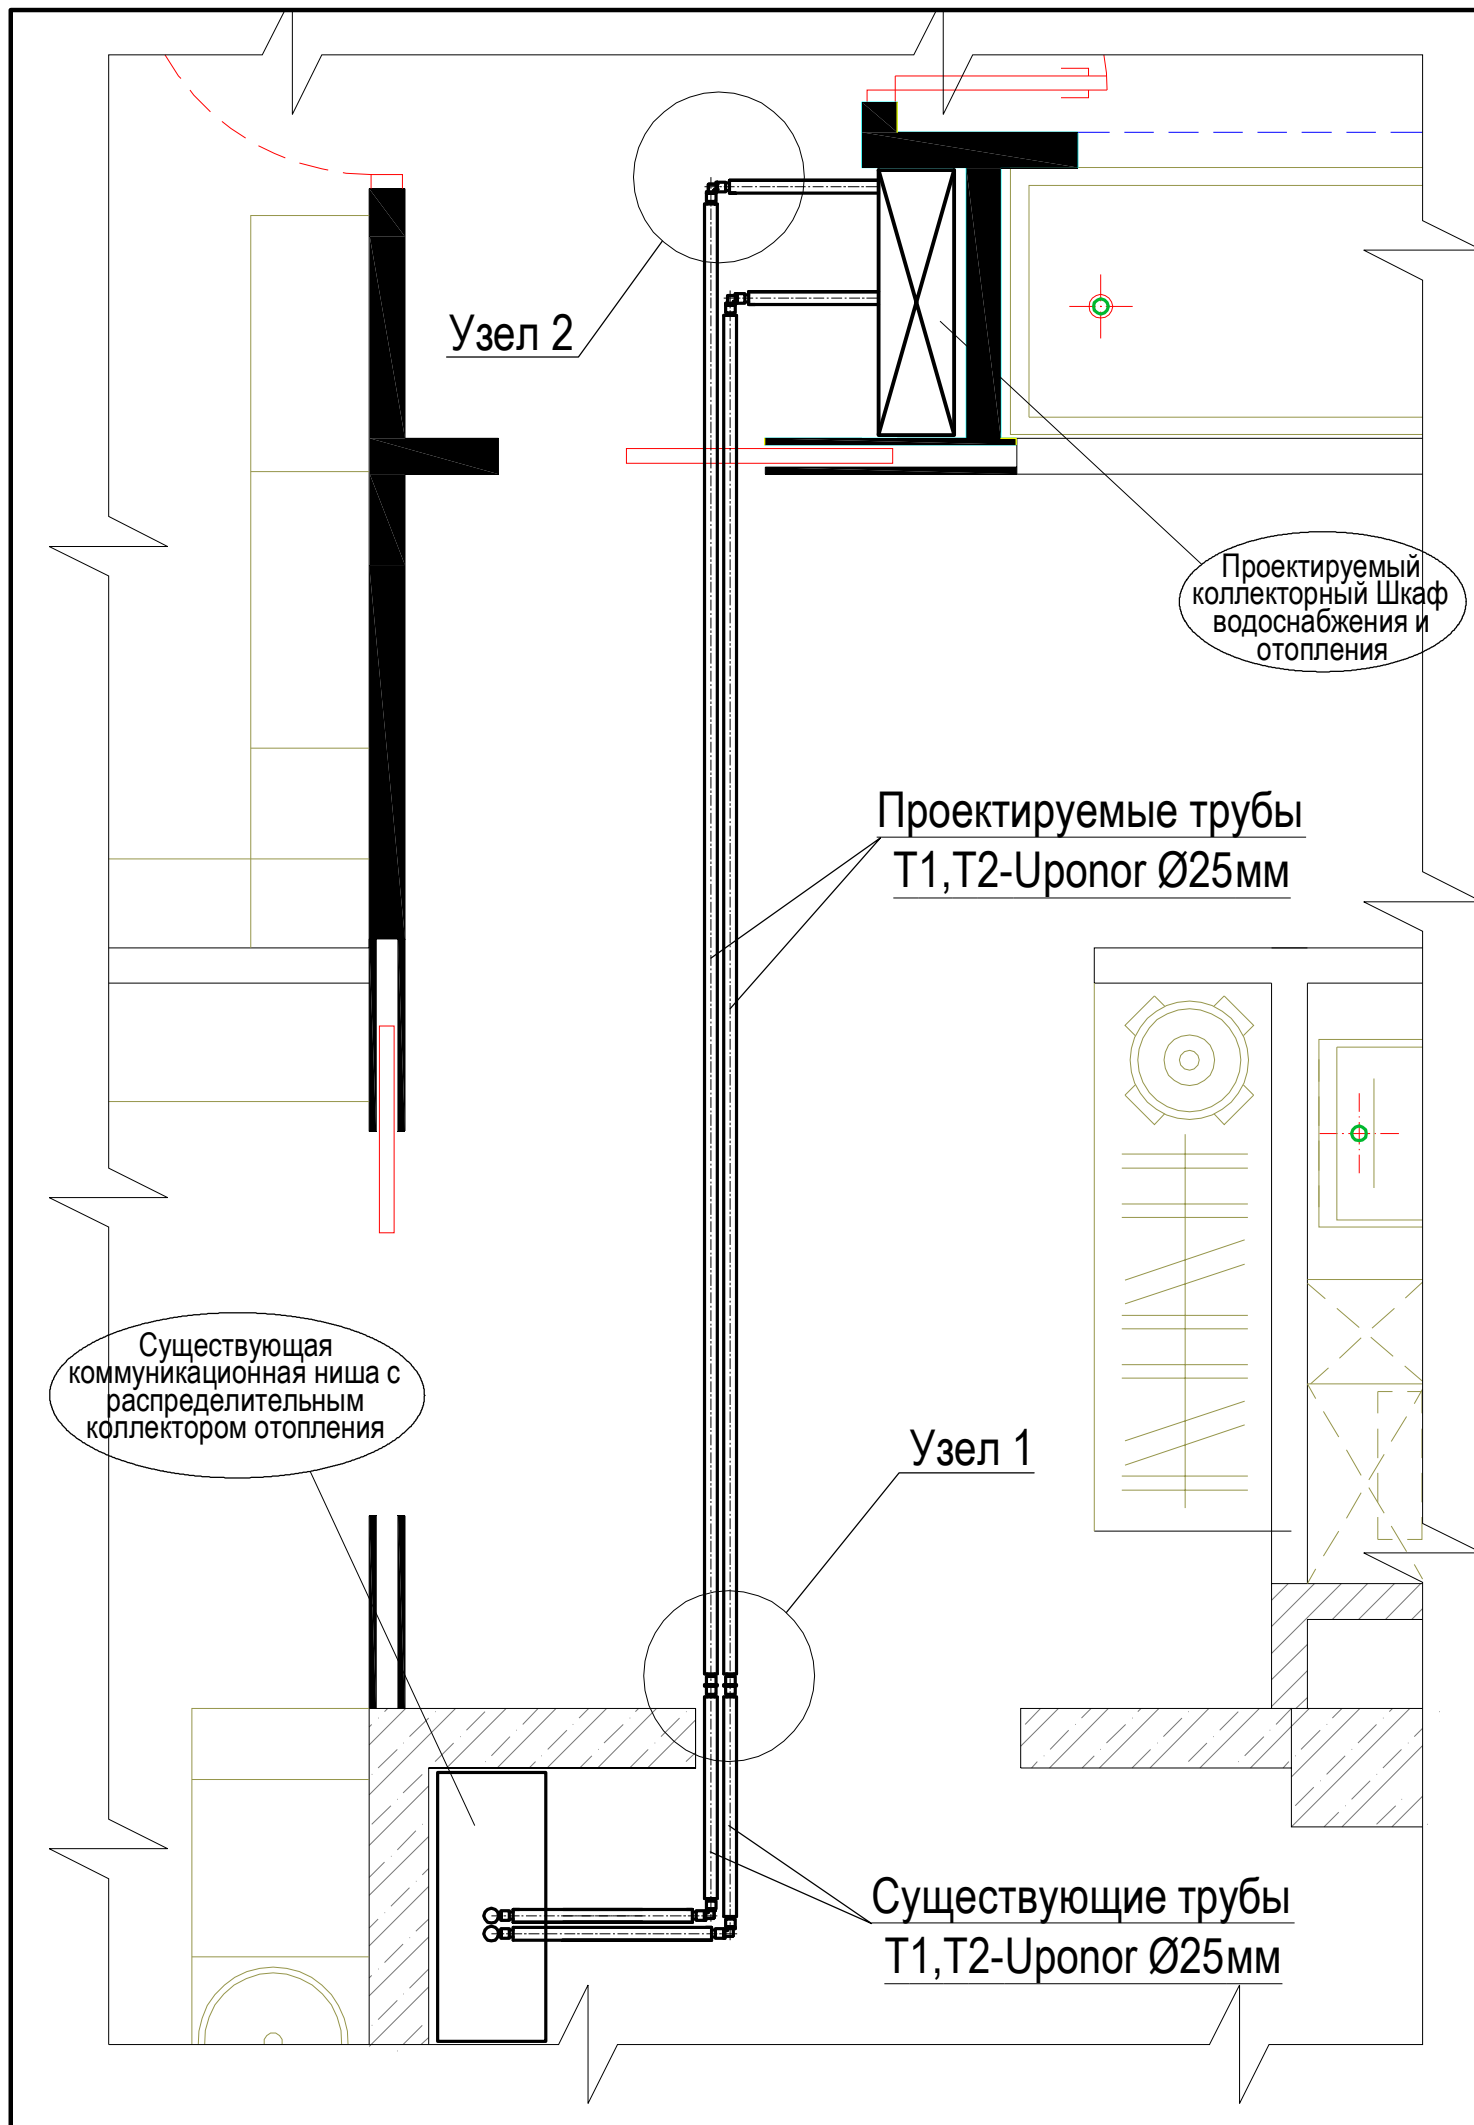 Узел 2
Проектируемый
коллекторный Шкаф
водоснабжения и
отопления
Проектируемые трубы
Т1,Т2-Uponor Ø25мм
Существующая
коммуникационная ниша с
распределительным
коллектором отопления
Узел 1
Существующие трубы
Т1,Т2-Uponor Ø25мм